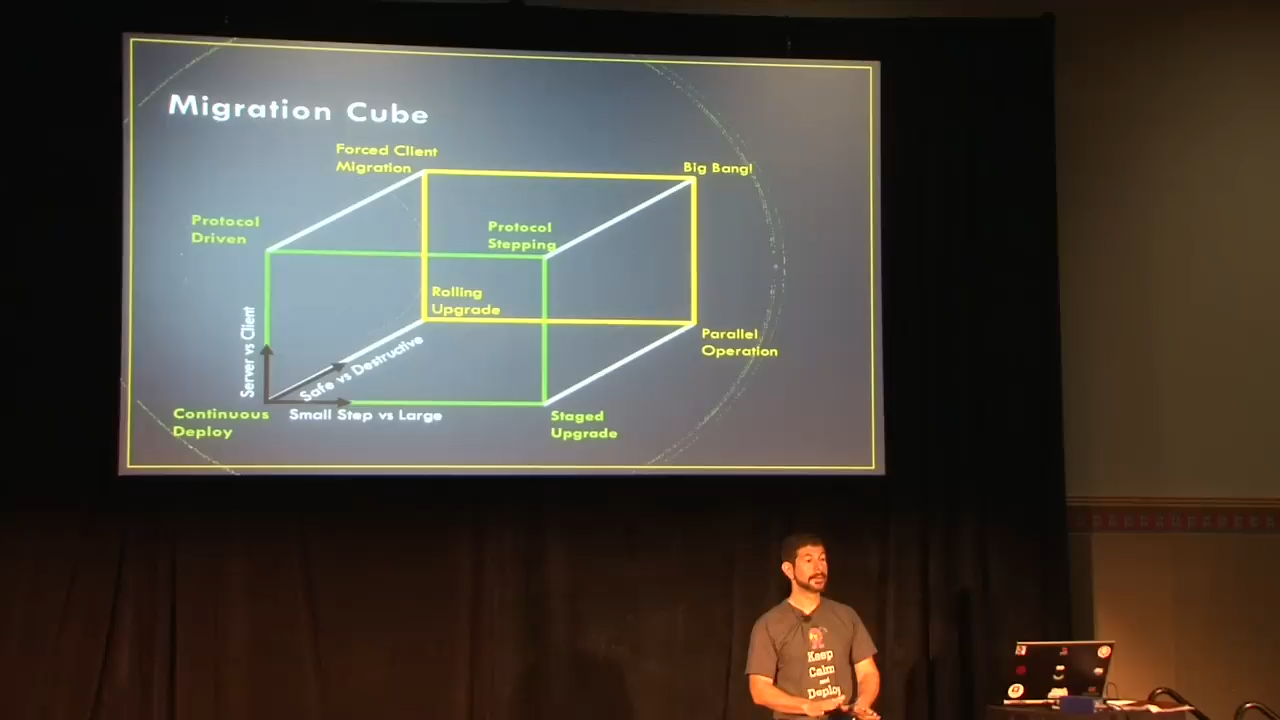 Migration Cube
Forced Client
Migration
Big Bang!
Protocol
Driven
Protocol
Stepping
Rolling
Upgrade
Parallel
Operation
Server vs Client
Safe vs Destructive
Small Step vs Large
Continuous
Deploy
Staged
Upgrade
Keep
Calm
and
Deploy